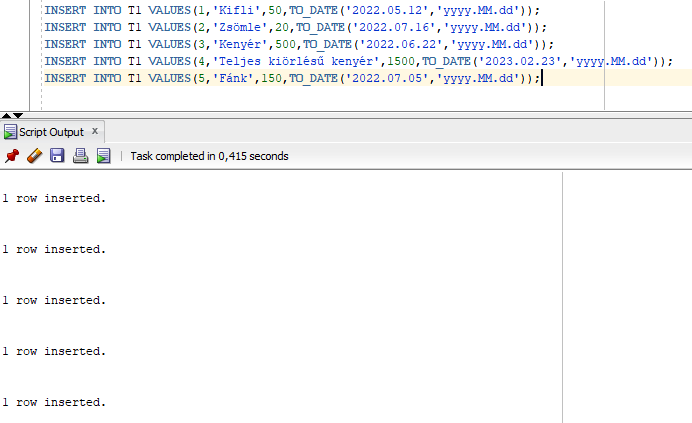 INSERT INTO T1 VALUES(1,'Kifli',50,TO_DATE('2022.05.12','yyyy.MM.dd'));
INSERT INTO T1 VALUES(2,'Zsömle',20,TO_DATE('2022.07.16','yyyy.MM.dd'));
INSERT INTO T1 VALUES(3,'Kenyér',500,TO_DATE('2022.06.22','yyyy.MM.dd'));
INSERT INTO T1 VALUES(4,'Teljes kiörlésű kenyér',1500,TO_DATE('2023.02.23','yyyy.MM.dd'));
INSERT INTO T1 VALUES(5,'Fánk',150,TO_DATE('2022.07.05','yyyy.MM.dd'));
Script Output x
Task completed in 0,415 seconds
1 row inserted.
1 row inserted.
1 row inserted.
1 row inserted.
1 row inserted.